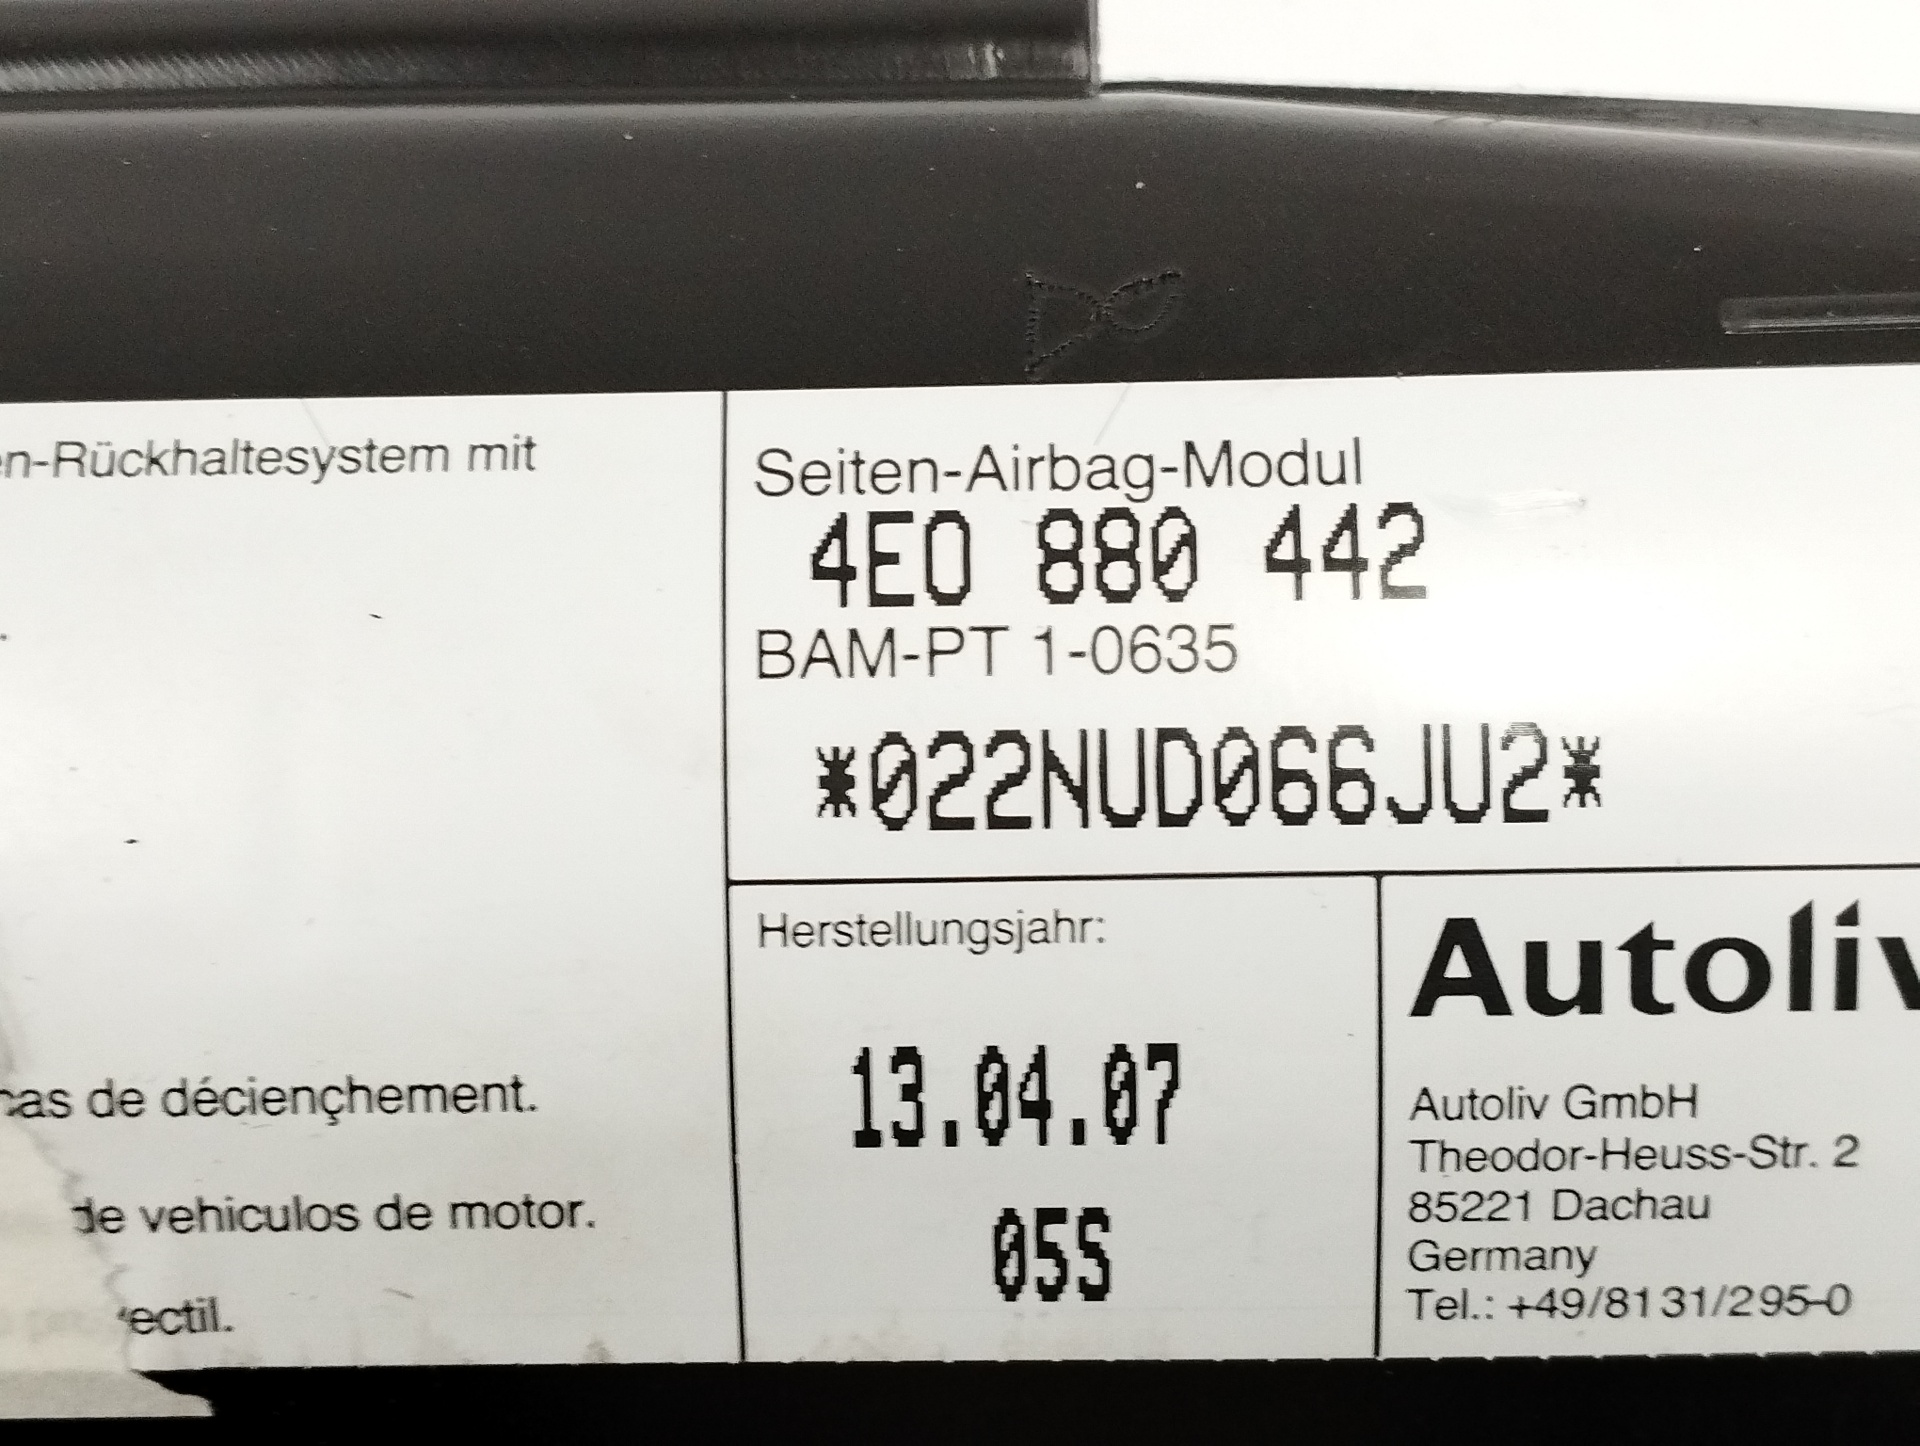 en-Rückhaltesystem mit
de déciençhement.
de vehiculos de motor.
Seiten-Airbag-Modul
4E0 880 442
BAM-PT 1-0635
*022NUD066JU2*
Herstellungsjahr:
13.04.07
05S
Autoliv
Autoliv GmbH
Theodor-Heuss-Str. 2
85221 Dachau
Germany
Tel.: +49/8131/295-0